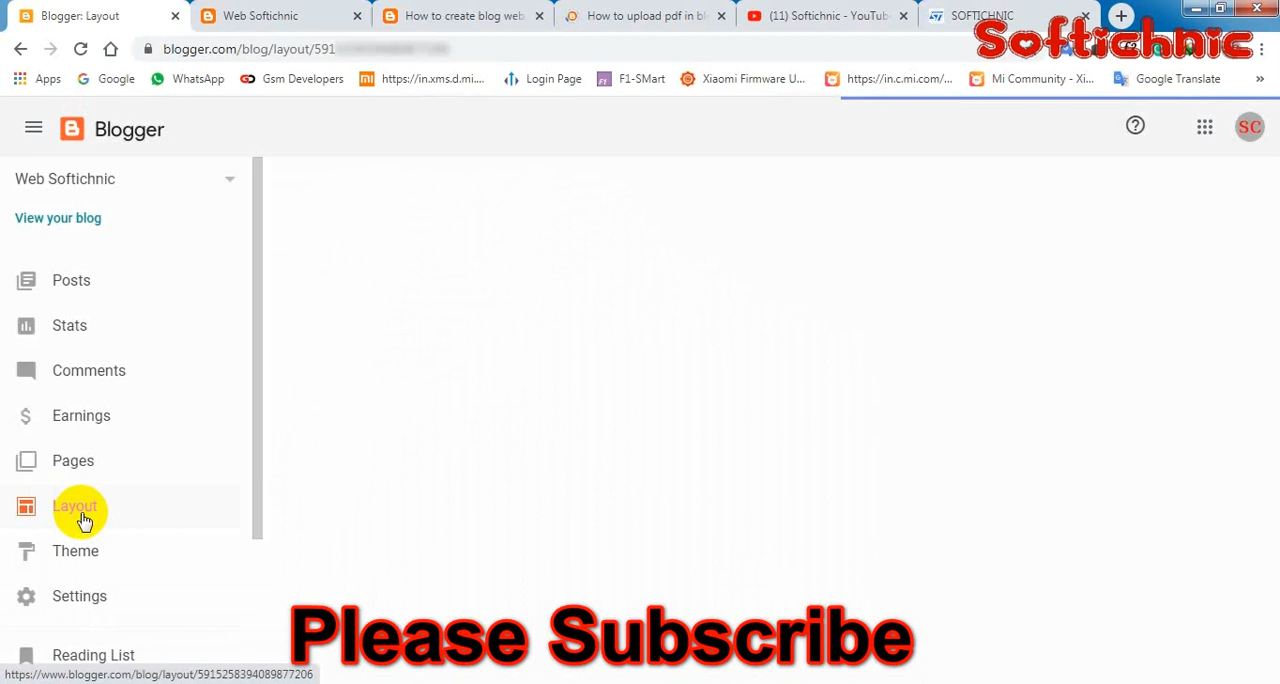 Blogger: Layout
Web Softichnic
How to create blog web
How to upload pdf in bl
(11) Softichnic - YouTub
SOFTICHNIC
Softichnic
blogger.com/blog/layout/591
Apps
Google
WhatsApp
Gsm Developers
https://in.xms.d.mi....
Login Page
F1-SMart
Xiaomi Firmware U...
https://in.c.mi.com/...
Mi Community - Xi...
Google Translate
»
Blogger
SC
Web Softichnic
View your blog
Posts
Stats
Comments
Earnings
Pages
Layout
Theme
Settings
Please Subscribe
Reading List
https://www.blogger.com/blog/layout/5915258394089877206